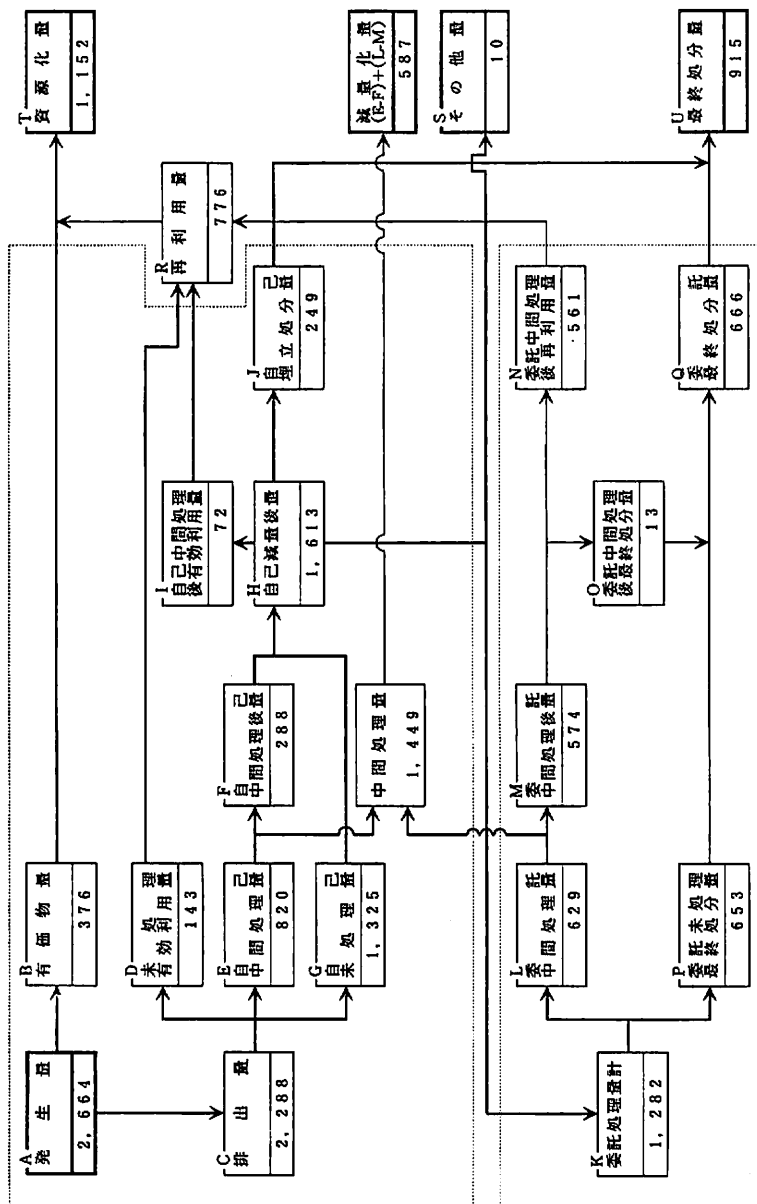 A
発生量
2,664
B
有価物量
376
C
排出量
2,288
D
未処理
有効利用量
143
E
自己
中間処理量
820
F
自己
中間処理後量
288
G
自己
未処理量
1,325
中間処理量
1,449
H
自己減量後量
1,613
I
自己中間処理
後有効利用量
72
J
自己
埋立処分量
249
K
委託処理量計
1,282
L
委託
中間処理量
629
M
委託
中間処理後量
574
N
委託中間処理
後再利用量
561
O
委託中間処理
後最終処分量
13
P
委託未処理
最終処分量
653
Q
委託
最終処分量
666
R
再利用量
776
T
資源化量
1,152
減量化量
(E-F)+(L-M)
587
S
その他量
10
U
最終処分量
915